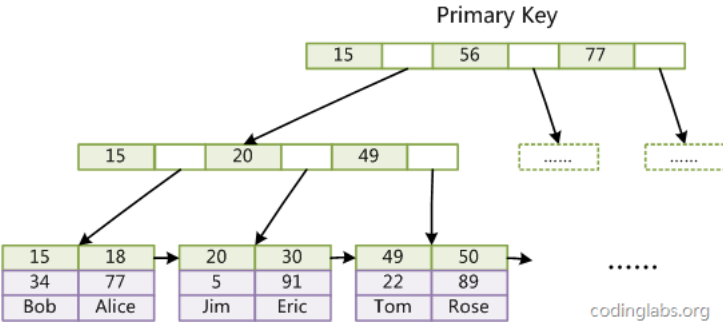 Primary Key
15 56 77
15 20 49 ...... ......
15 18 20 30 49 50
34 77 5 91 22 89 ......
Bob Alice Jim Eric Tom Rose
codinglabs.org